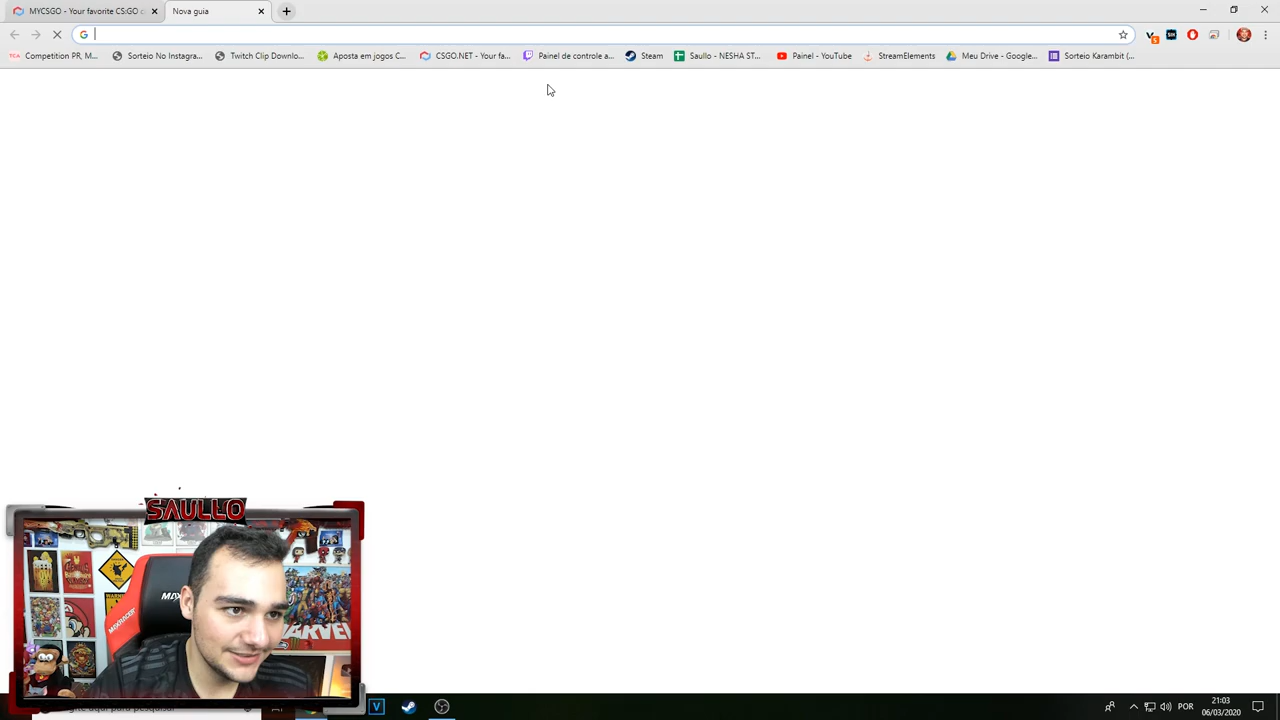 MYCSGO - Your favorite CS:GO c
Nova guia
Competition PR, M...
Sorteio No Instagra...
Twitch Clip Downlo...
Aposta em jogos C...
CSGO.NET - Your fa...
Painel de controle a...
Steam
Saullo - NESHA ST...
Painel - YouTube
StreamElements
Meu Drive - Google...
Sorteio Karambit (...
SAULLO
MAX
MAXRACER
MARVEL
POR
21:03
06/03/2020